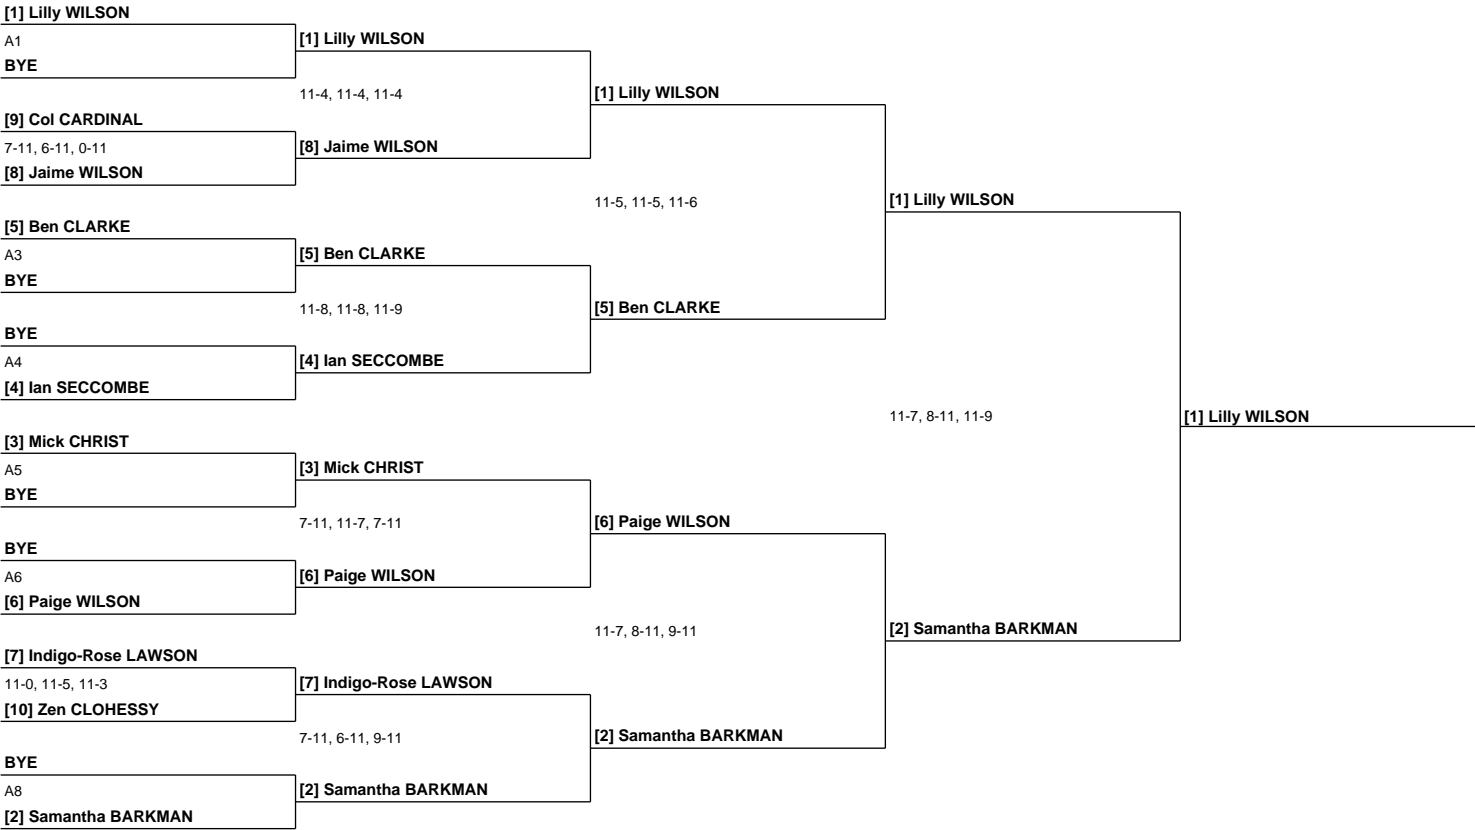 [1] Lilly WILSON
A1
BYE
[9] Col CARDINAL
7-11, 6-11, 0-11
[8] Jaime WILSON
[5] Ben CLARKE
A3
BYE
BYE
A4
[4] Ian SECCOMBE
[3] Mick CHRIST
A5
BYE
BYE
A6
[6] Paige WILSON
[7] Indigo-Rose LAWSON
11-0, 11-5, 11-3
[10] Zen CLOHESSY
BYE
A8
[2] Samantha BARKMAN
[1] Lilly WILSON
11-4, 11-4, 11-4
[8] Jaime WILSON
[5] Ben CLARKE
11-8, 11-8, 11-9
[4] Ian SECCOMBE
[3] Mick CHRIST
7-11, 11-7, 7-11
[6] Paige WILSON
[7] Indigo-Rose LAWSON
7-11, 6-11, 9-11
[2] Samantha BARKMAN
[1] Lilly WILSON
11-5, 11-5, 11-6
[5] Ben CLARKE
[6] Paige WILSON
11-7, 8-11, 9-11
[2] Samantha BARKMAN
[1] Lilly WILSON
11-7, 8-11, 11-9
[2] Samantha BARKMAN
[1] Lilly WILSON